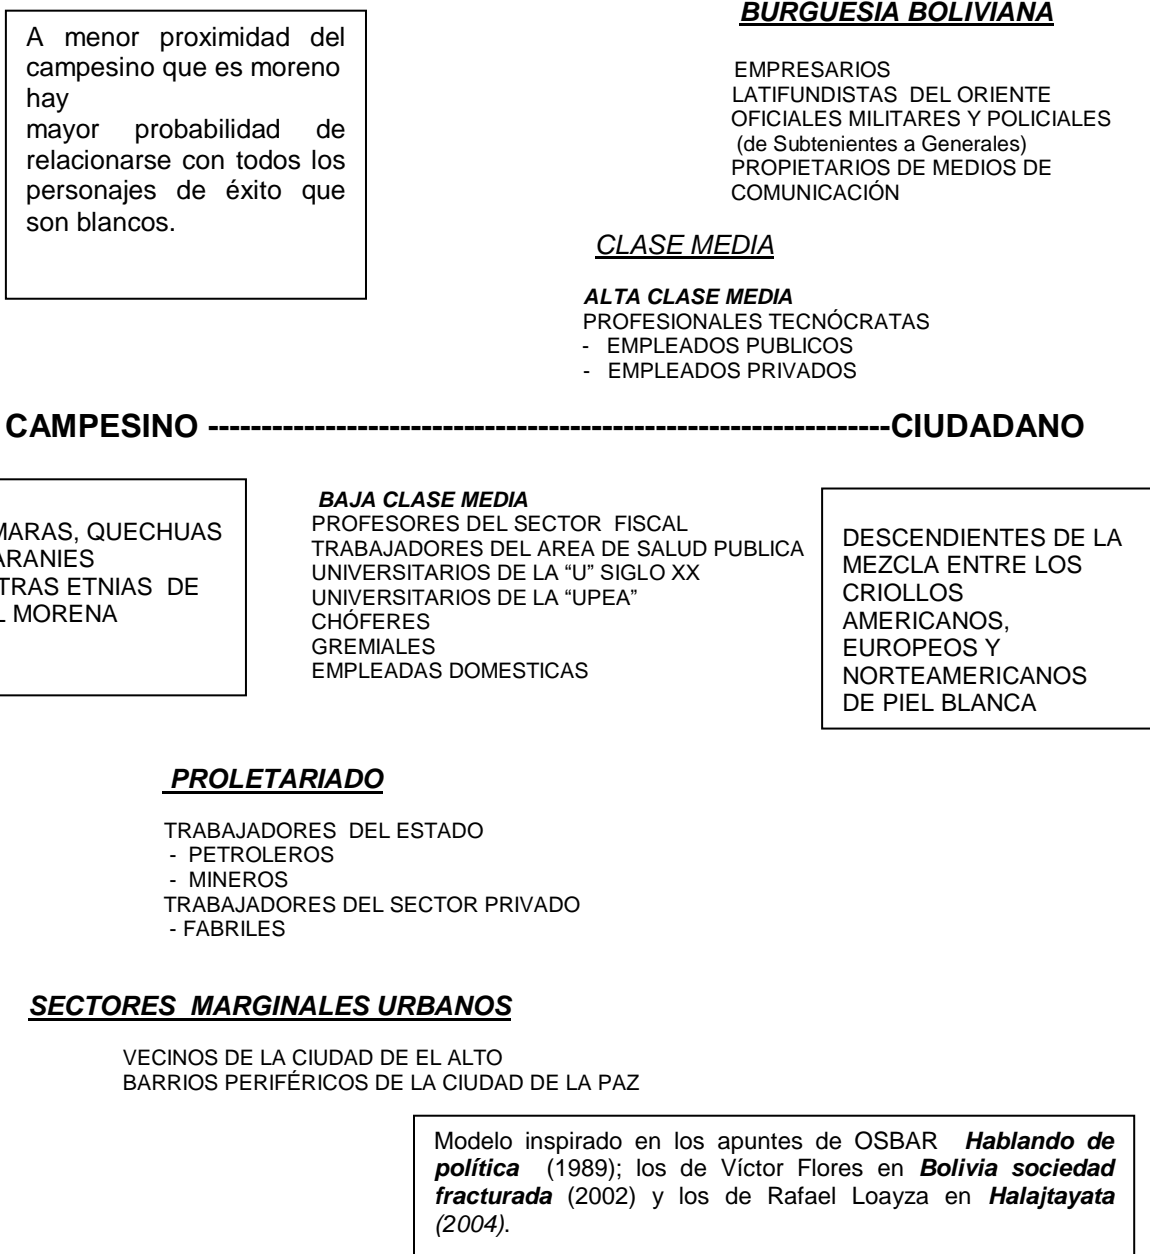 BURGUESIA BOLIVIANA
A menor proximidad del
campesino que es moreno
hay
mayor probabilidad de
relacionarse con todos los
personajes de éxito que
son blancos.
EMPRESARIOS
LATIFUNDISTAS DEL ORIENTE
OFICIALES MILITARES Y POLICIALES
(de Subtenientes a Generales)
PROPIETARIOS DE MEDIOS DE
COMUNICACIÓN
CLASE MEDIA
ALTA CLASE MEDIA
PROFESIONALES TECNÓCRATAS
- EMPLEADOS PUBLICOS
- EMPLEADOS PRIVADOS
CAMPESINO ----------------------------------------------------------------CIUDADANO
MARAS, QUECHUAS
ARANIES
TRAS ETNIAS DE
L MORENA
BAJA CLASE MEDIA
PROFESORES DEL SECTOR FISCAL
TRABAJADORES DEL AREA DE SALUD PUBLICA
UNIVERSITARIOS DE LA “U” SIGLO XX
UNIVERSITARIOS DE LA “UPEA”
CHÓFERES
GREMIALES
EMPLEADAS DOMESTICAS
DESCENDIENTES DE LA
MEZCLA ENTRE LOS
CRIOLLOS
AMERICANOS,
EUROPEOS Y
NORTEAMERICANOS
DE PIEL BLANCA
PROLETARIADO
TRABAJADORES DEL ESTADO
- PETROLEROS
- MINEROS
TRABAJADORES DEL SECTOR PRIVADO
- FABRILES
SECTORES MARGINALES URBANOS
VECINOS DE LA CIUDAD DE EL ALTO
BARRIOS PERIFÉRICOS DE LA CIUDAD DE LA PAZ
Modelo inspirado en los apuntes de OSBAR Hablando de
política (1989); los de Víctor Flores en Bolivia sociedad
fracturada (2002) y los de Rafael Loayza en Halajtayata
(2004).